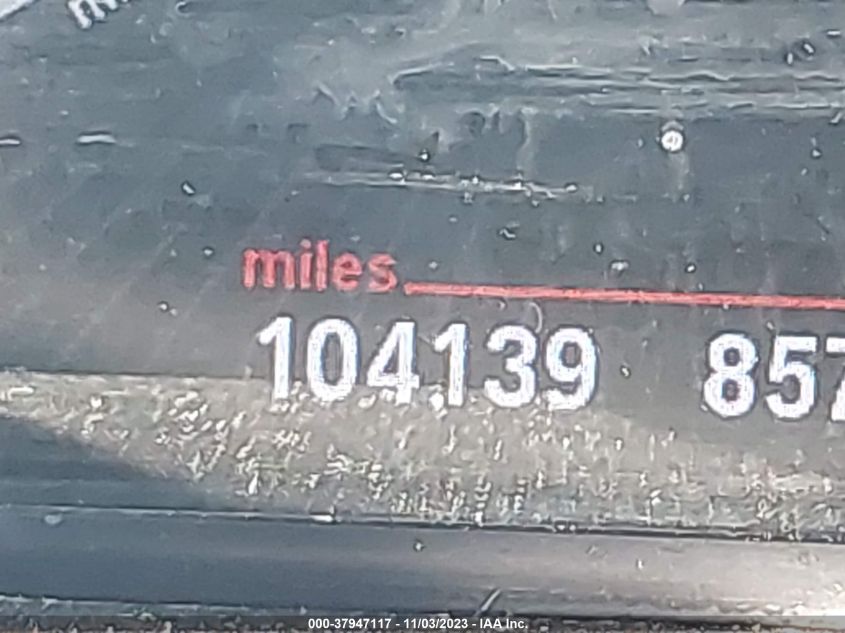 miles
104139 857
000-37947117 - 11/03/2023 - IAA Inc.